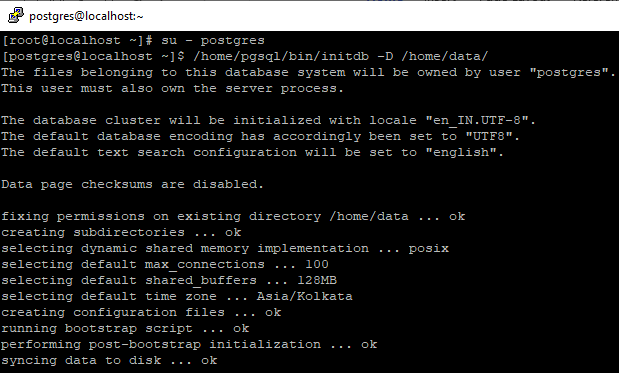 postgres@localhost:~
[root@localhost ~]# su - postgres
[postgres@localhost ~]$ /home/pgsql/bin/initdb -D /home/data/
The files belonging to this database system will be owned by user "postgres".
This user must also own the server process.
The database cluster will be initialized with locale "en_IN.UTF-8".
The default database encoding has accordingly been set to "UTF8".
The default text search configuration will be set to "english".
Data page checksums are disabled.
fixing permissions on existing directory /home/data ... ok
creating subdirectories ... ok
selecting dynamic shared memory implementation ... posix
selecting default max_connections ... 100
selecting default shared_buffers ... 128MB
selecting default time zone ... Asia/Kolkata
creating configuration files ... ok
running bootstrap script ... ok
performing post-bootstrap initialization ... ok
syncing data to disk ... ok